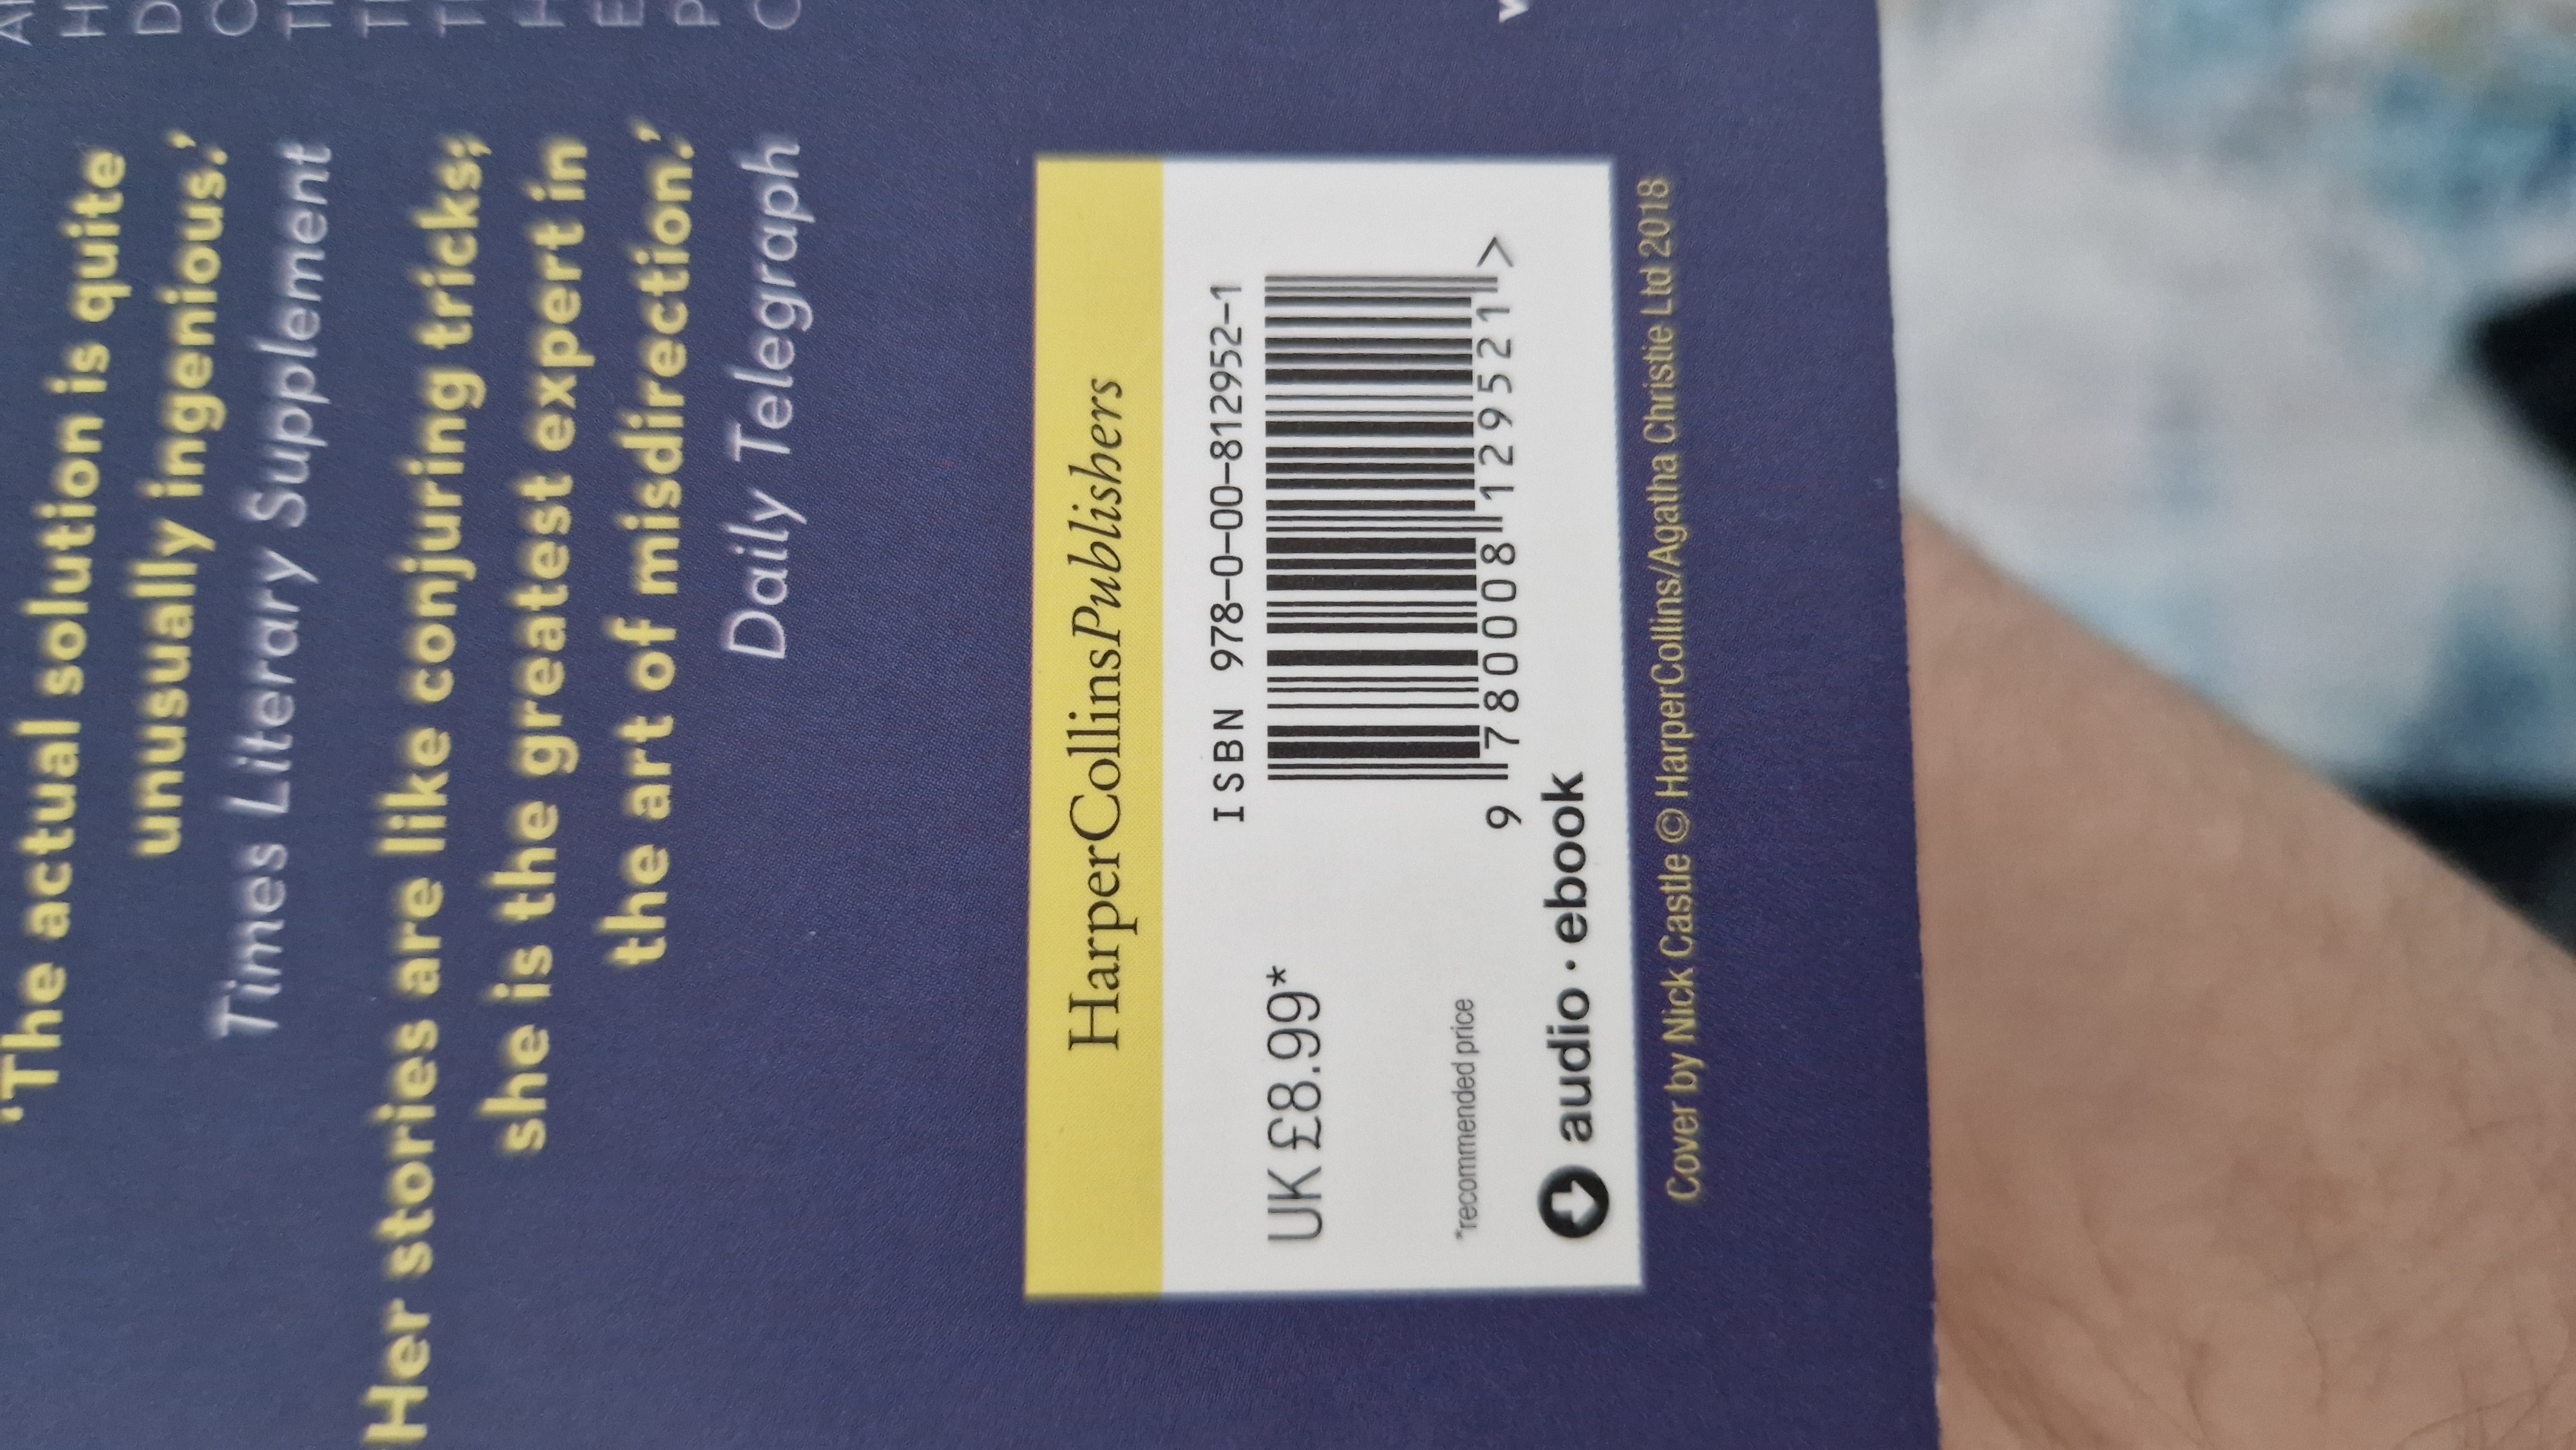 ‘The actual solution is quite
unusually ingenious.’
Times Literary Supplement
Her stories are like conjuring tricks;
she is the greatest expert in
the art of misdirection.’
Daily Telegraph
HarperCollinsPublishers
ISBN 978-0-00-812952-1
UK £8.99*
*recommended price
9 780008 129521 >
audio · ebook
Cover by Nick Castle © HarperCollins/Agatha Christie Ltd 2018